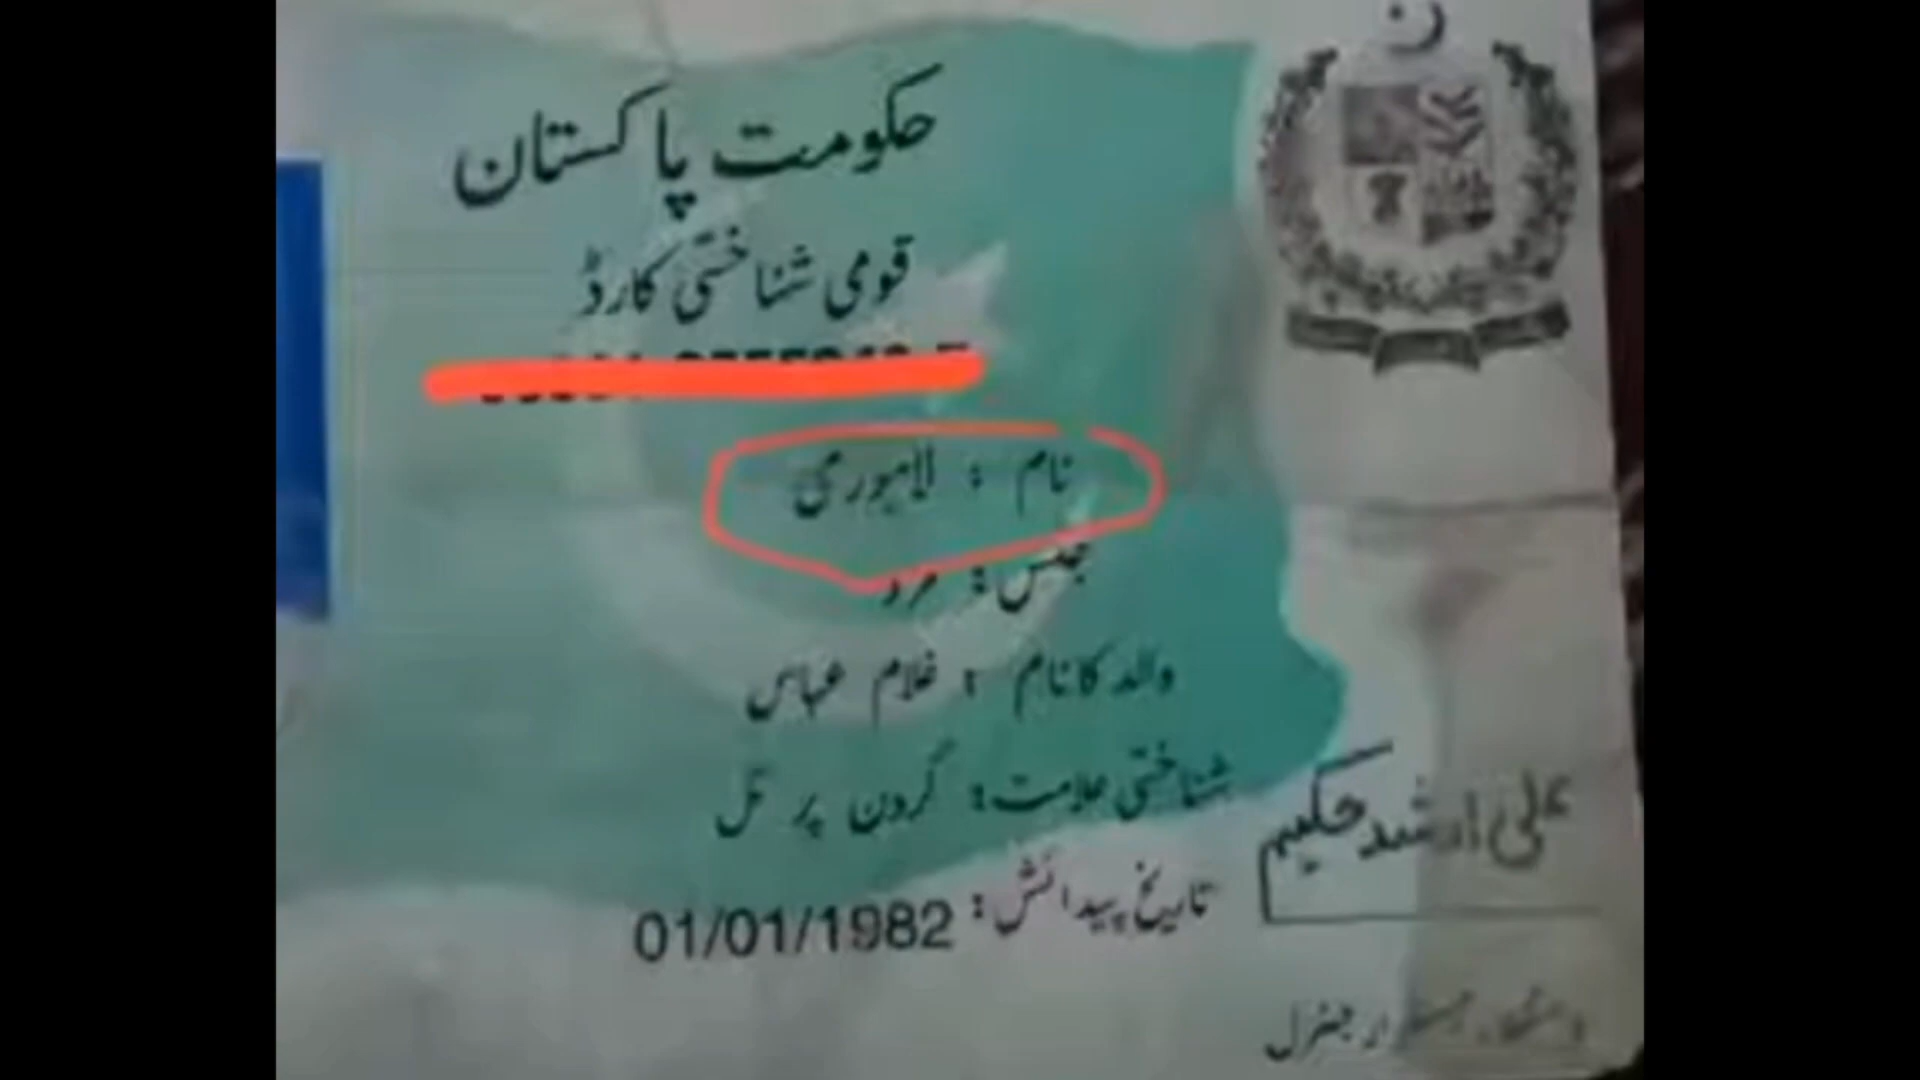 حکومت پاکستان
قومی شناختی کارڈ
نام : لاہوری
جنس: مرد
والد کا نام : غلام عباس
شناختی علامت: گردن پر تل
تاریخ پیدائش: 01/01/1982
علی ارشد حکیم
دستخط رجسٹرار جنرل